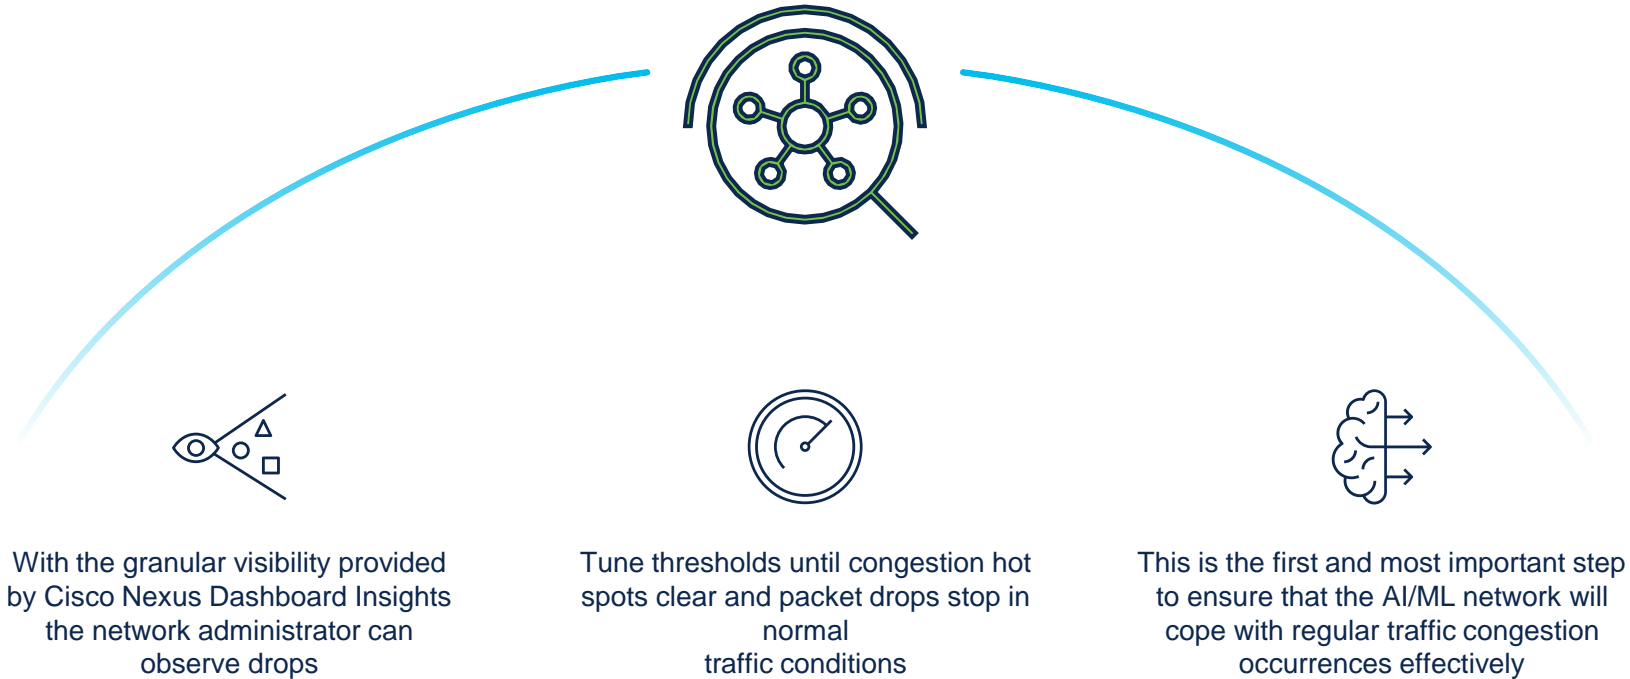 With the granular visibility provided
by Cisco Nexus Dashboard Insights
the network administrator can
observe drops
Tune thresholds until congestion hot
spots clear and packet drops stop in
normal
traffic conditions
This is the first and most important step
to ensure that the AI/ML network will
cope with regular traffic congestion
occurrences effectively